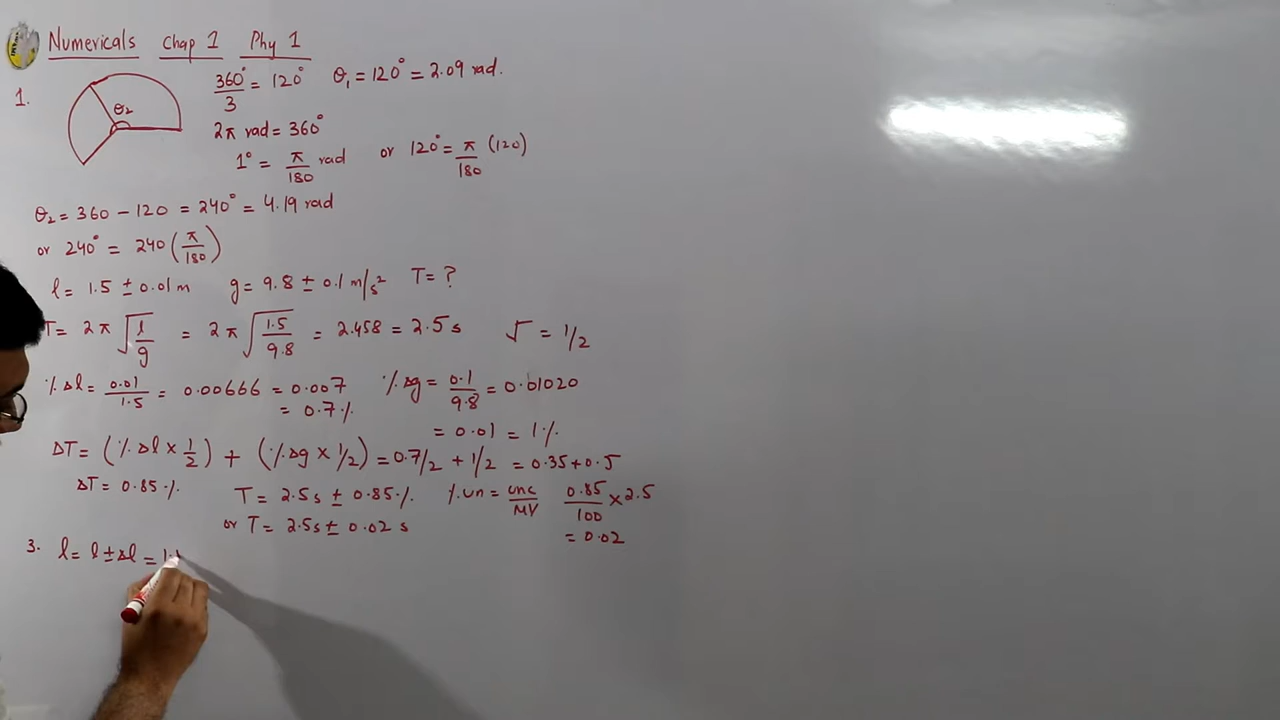 Numericals Chap 1 Phy 1
1. θ₂ 360°/3 = 120° θ₁ = 120° = 2.09 rad.
2π rad = 360°
1° = π/180 rad or 120° = π/180 (120)
θ₂ = 360 − 120 = 240° = 4.19 rad
or 240° = 240 (π/180)
l = 1.5 ± 0.01 m g = 9.8 ± 0.1 m/s² T = ?
T = 2π √(l/g) = 2π √(1.5/9.8) = 2.458 = 2.5 s √ = 1/2
% Δl = 0.01/1.5 = 0.00666 = 0.007 % Δg = 0.1/9.8 = 0.01020
= 0.7 %
= 0.01 = 1 %
ΔT = (% Δl × 1/2) + (% Δg × 1/2) = 0.7/2 + 1/2 = 0.35 + 0.5
ΔT = 0.85 %
T = 2.5 s ± 0.85 % % un = unc/MV 0.85/100 × 2.5
or T = 2.5 s ± 0.02 s = 0.02
3. l = l ± Δl =